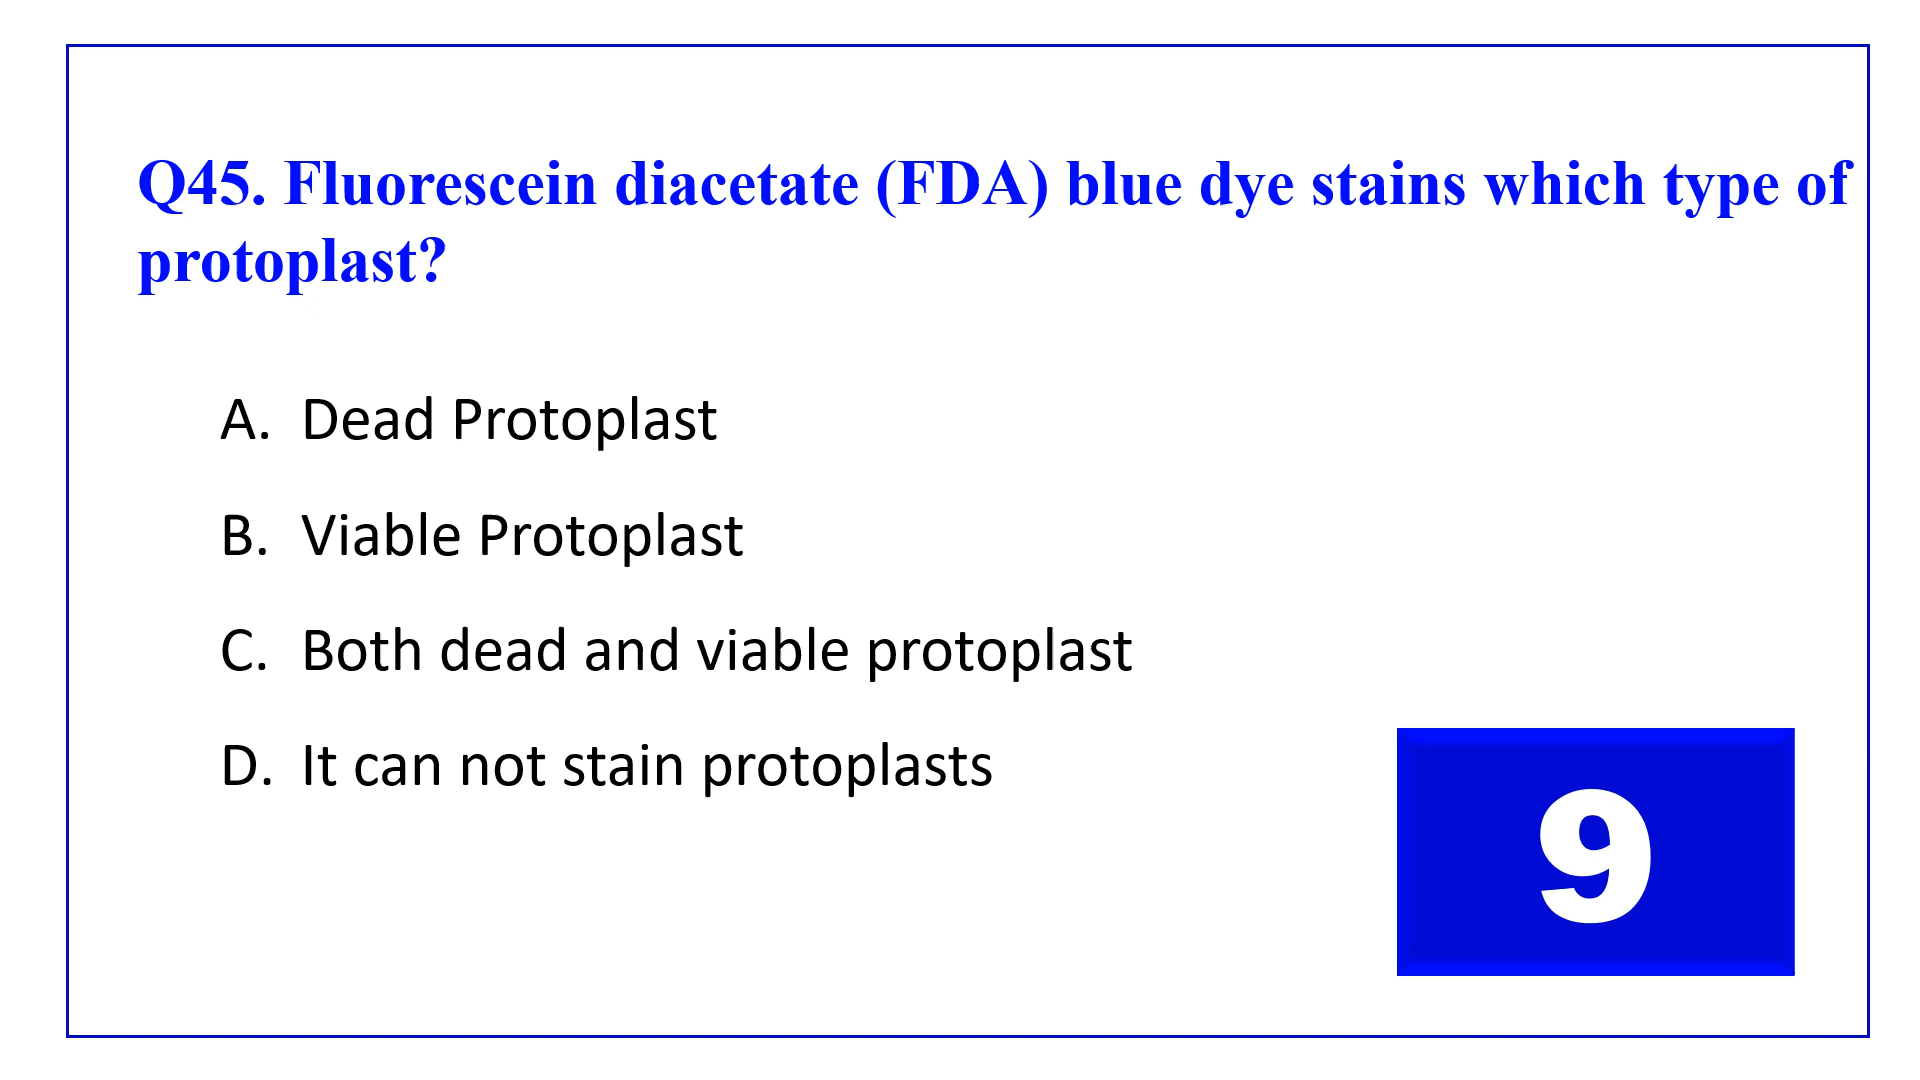 Q45. Fluorescein diacetate (FDA) blue dye stains which type of
protoplast?
A. Dead Protoplast
B. Viable Protoplast
C. Both dead and viable protoplast
D. It can not stain protoplasts
9